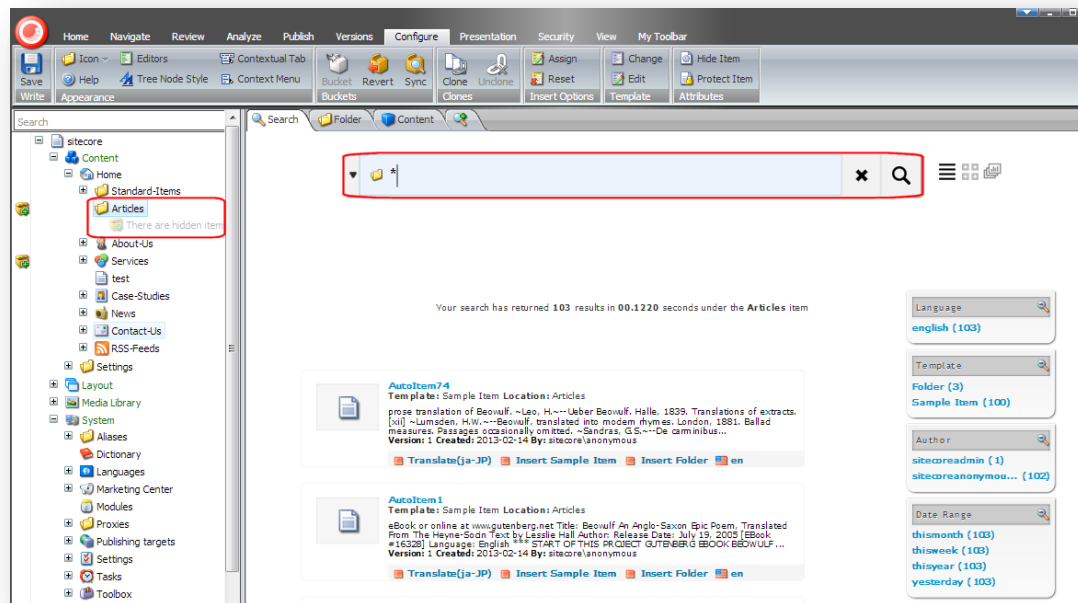 Home Navigate Review Analyze Publish Versions Configure Presentation Security View My Toolbar
Icon Editors Contextual Tab Assign Change Hide Item
Help Tree Node Style Context Menu Reset Edit Protect Item
Save Bucket Revert Sync Clone Unclone
Write Appearance Buckets Clones Insert Options Template Attributes
Search
sitecore
Content
Home
Standard-Items
Articles
There are hidden item
About-Us
Services
test
Case-Studies
News
Contact-Us
RSS-Feeds
Settings
Layout
Media Library
System
Aliases
Dictionary
Languages
Marketing Center
Modules
Proxies
Publishing targets
Settings
Tasks
Toolbox
Search Folder Content
*
Your search has returned 103 results in 00.1220 seconds under the Articles item
AutoItem74
Template: Sample Item Location: Articles
prose translation of Beowulf. ~Leo, H.~--Ueber Beowulf. Halle, 1839. Translations of extracts.
[xii] ~Lumsden, H.W.~--Beowulf, translated into modern rhymes. London, 1881. Ballad
measures. Passages occasionally omitted. ~Sandras, G.S.~--De carminibus...
Version: 1 Created: 2013-02-14 By: sitecore\anonymous
Translate(ja-JP) Insert Sample Item Insert Folder en
AutoItem1
Template: Sample Item Location: Articles
eBook or online at www.gutenberg.net Title: Beowulf An Anglo-Saxon Epic Poem, Translated
From The Heyne-Socin Text by Lesslie Hall Author: Release Date: July 19, 2005 [EBook
#16328] Language: English *** START OF THIS PROJECT GUTENBERG EBOOK BEOWULF...
Version: 1 Created: 2013-02-14 By: sitecore\anonymous
Translate(ja-JP) Insert Sample Item Insert Folder en
Language
english (103)
Template
Folder (3)
Sample Item (100)
Author
sitecoreadmin (1)
sitecoreanonymou... (102)
Date Range
thismonth (103)
thisweek (103)
thisyear (103)
yesterday (103)